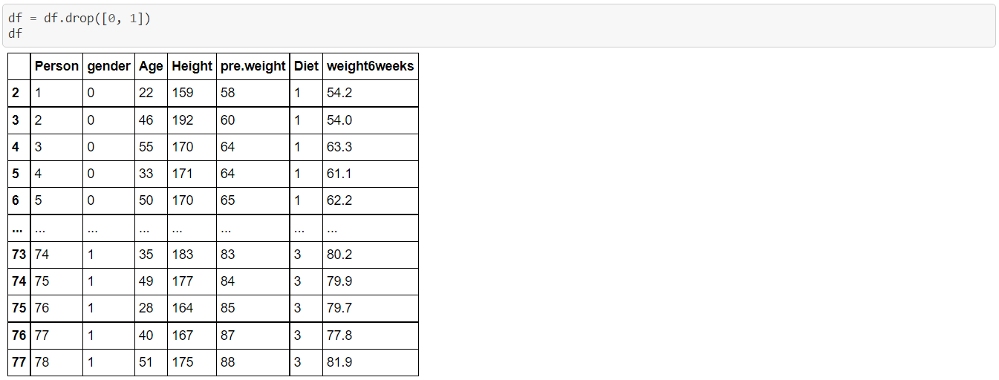 df = df.drop([0, 1])
df
Person gender Age Height pre.weight Diet weight6weeks
2 1 0 22 159 58 1 54.2
3 2 0 46 192 60 1 54.0
4 3 0 55 170 64 1 63.3
5 4 0 33 171 64 1 61.1
6 5 0 50 170 65 1 62.2
... ... ... ... ... ... ... ...
73 74 1 35 183 83 3 80.2
74 75 1 49 177 84 3 79.9
75 76 1 28 164 85 3 79.7
76 77 1 40 167 87 3 77.8
77 78 1 51 175 88 3 81.9